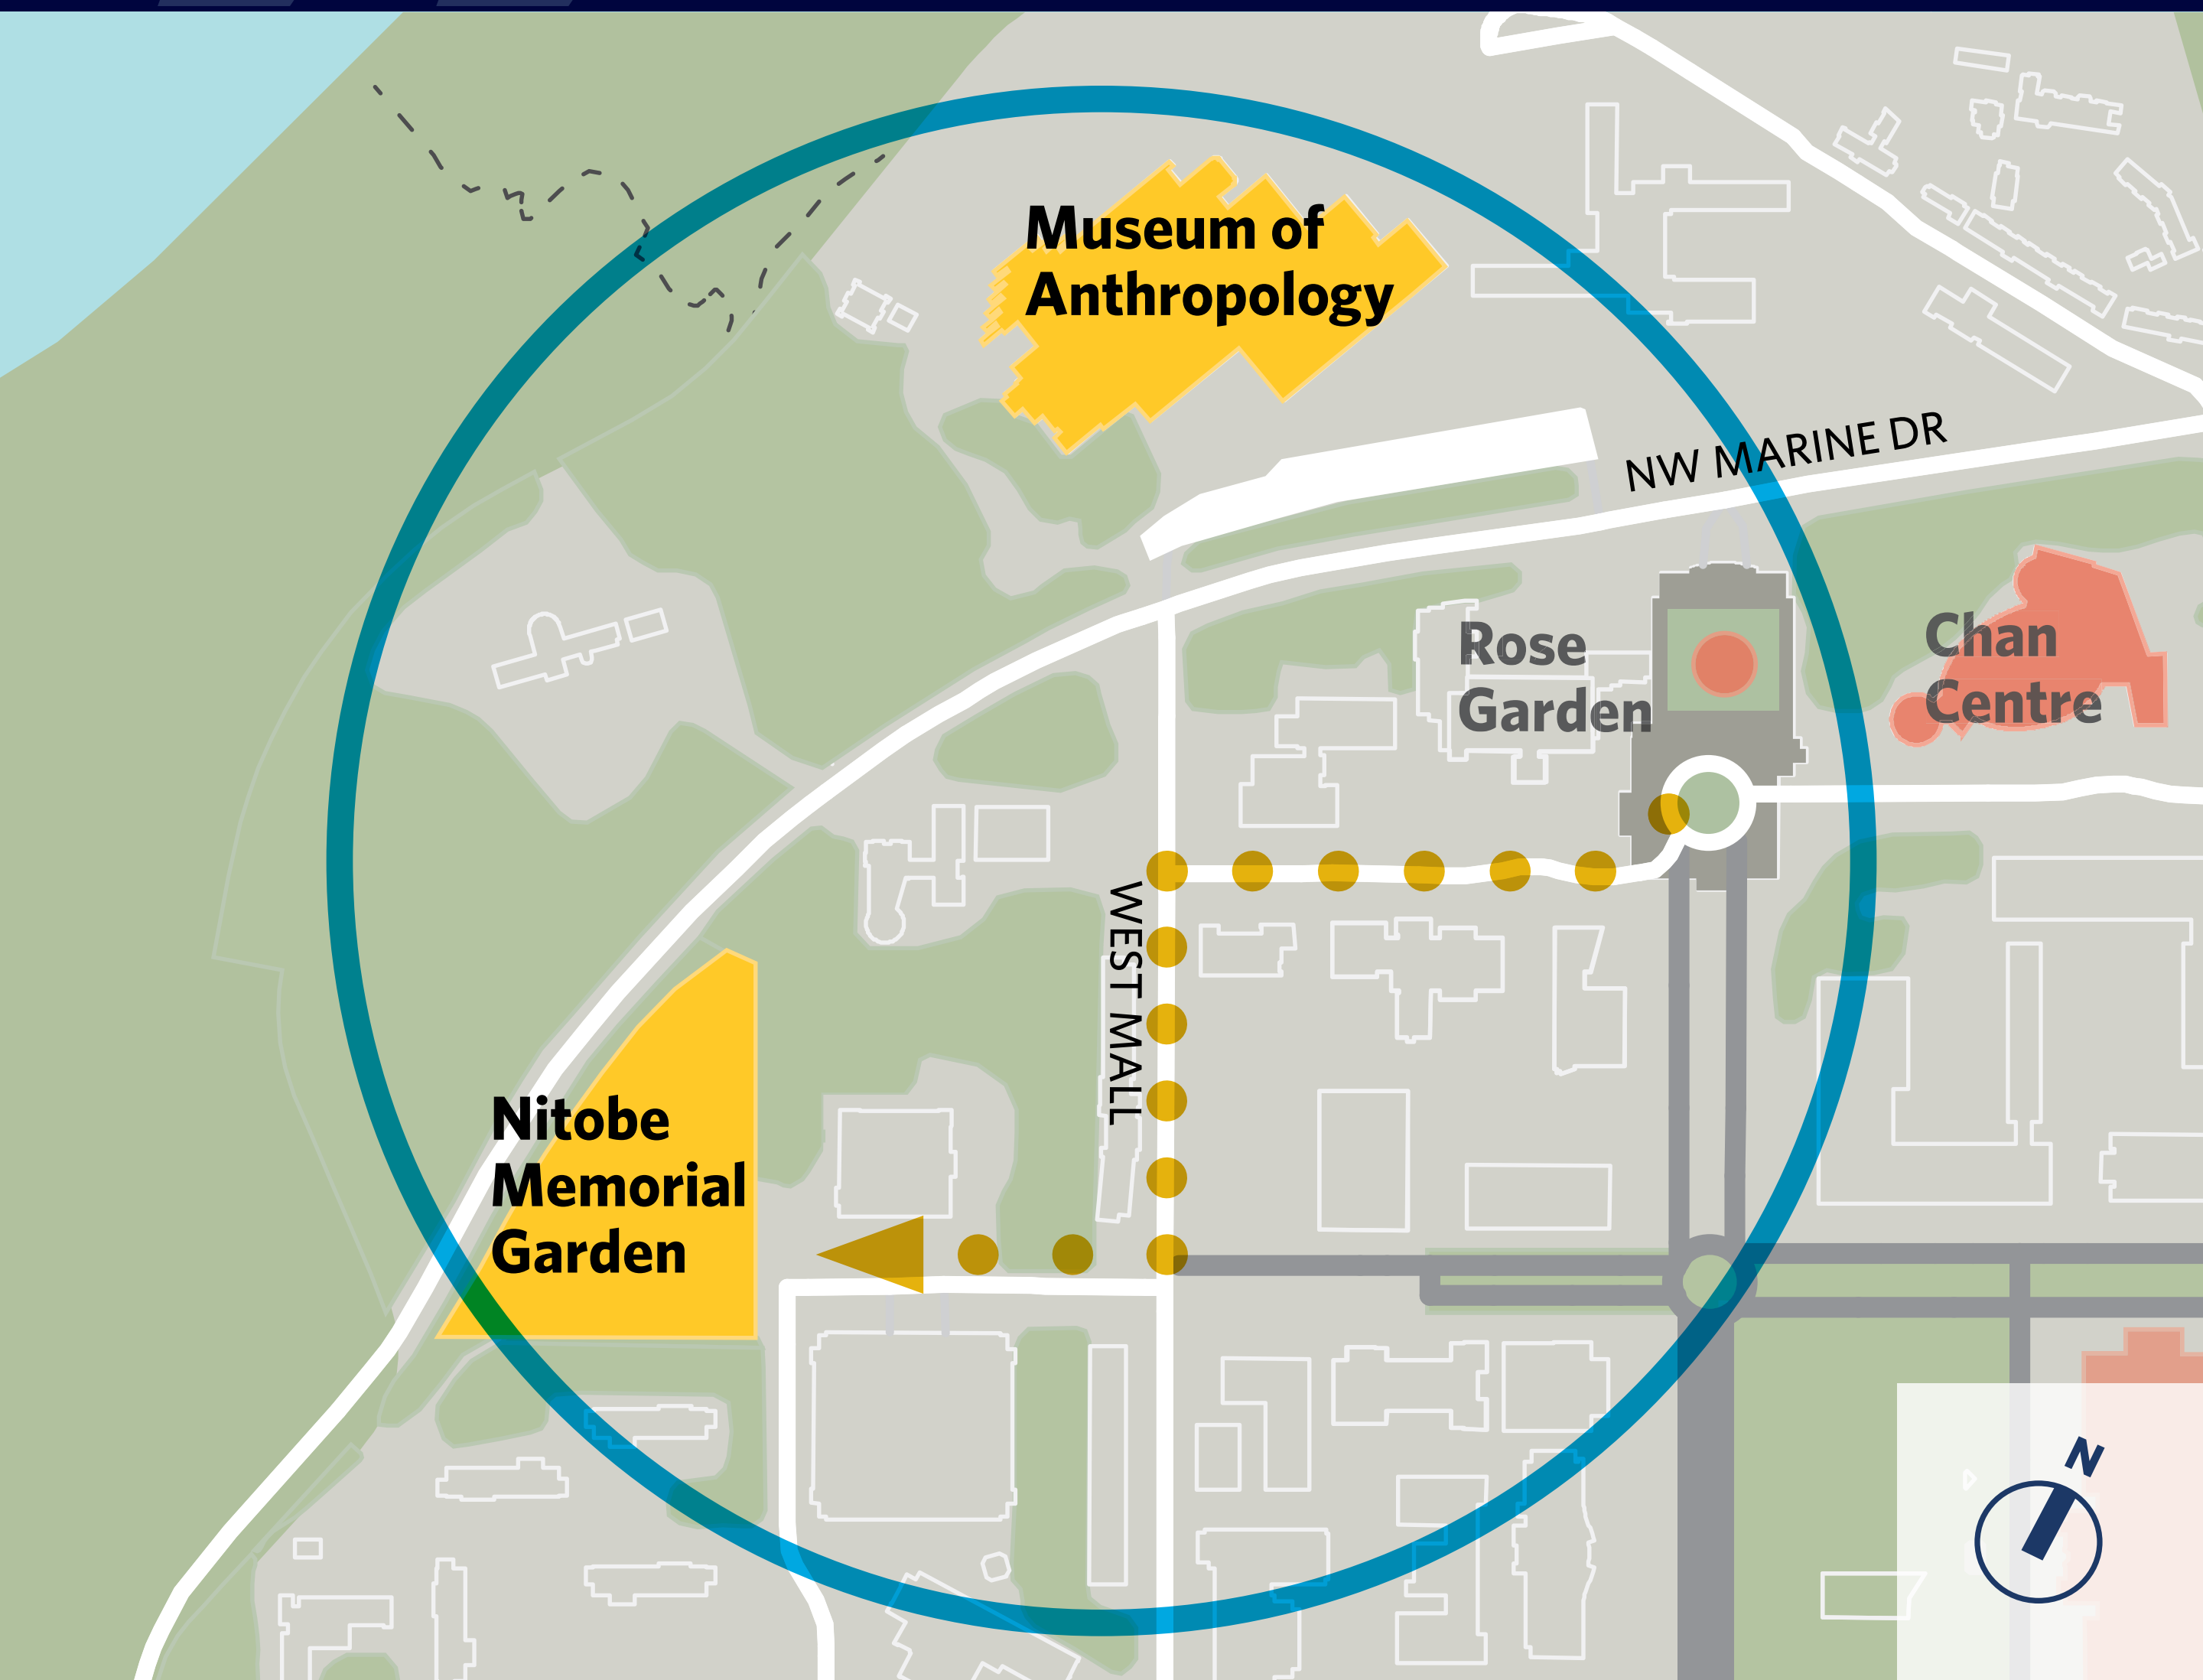 Museum of
Anthropology
NW MARINE DR
Rose
Garden
Chan
Centre
WEST MALL
Nitobe
Memorial
Garden
N